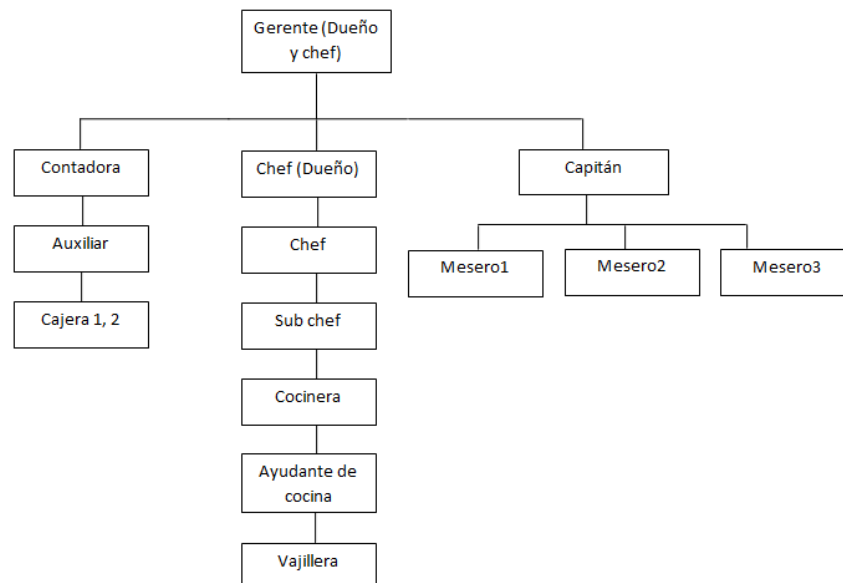 Gerente (Dueño
y chef)
Contadora
Chef (Dueño)
Capitán
Auxiliar
Chef
Mesero1
Mesero2
Mesero3
Cajera 1, 2
Sub chef
Cocinera
Ayudante de
cocina
Vajillera